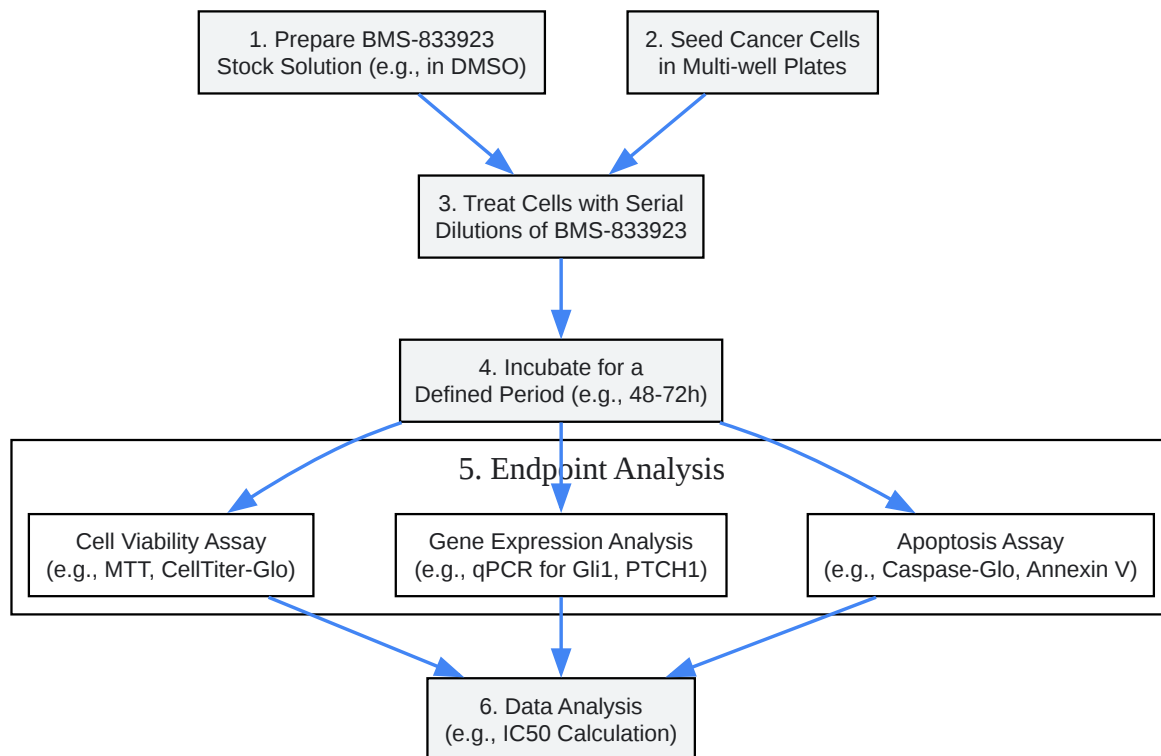 1. Prepare BMS-833923
Stock Solution (e.g., in DMSO)
2. Seed Cancer Cells
in Multi-well Plates
3. Treat Cells with Serial
Dilutions of BMS-833923
4. Incubate for a
Defined Period (e.g., 48-72h)
5. Endpoint Analysis
Cell Viability Assay
(e.g., MTT, CellTiter-Glo)
Gene Expression Analysis
(e.g., qPCR for Gli1, PTCH1)
Apoptosis Assay
(e.g., Caspase-Glo, Annexin V)
6. Data Analysis
(e.g., IC50 Calculation)